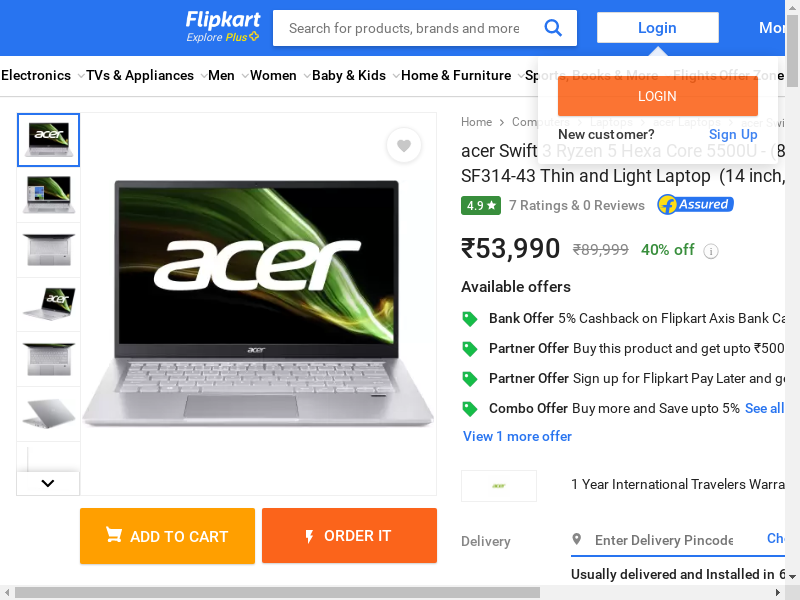 Flipkart
Explore Plus
Search for products, brands and more
Login
Mor
Electronics
TVs & Appliances
Men
Women
Baby & Kids
Home & Furniture
Sports, Books & More
Flights
Offer Zone
LOGIN
New customer?
Sign Up
Home
Computers
Laptops
acer Laptops
acer Swi
acer Swift 3 Ryzen 5 Hexa Core 5500U - (8
SF314-43 Thin and Light Laptop (14 inch,
4.9
7 Ratings & 0 Reviews
Assured
₹53,990
₹89,999
40% off
i
Available offers
Bank Offer 5% Cashback on Flipkart Axis Bank Ca
Partner Offer Buy this product and get upto ₹500
Partner Offer Sign up for Flipkart Pay Later and ge
Combo Offer Buy more and Save upto 5% See all
View 1 more offer
acer
acer
acer
acer
acer
acer
1 Year International Travelers Warra
ADD TO CART
ORDER IT
Delivery
Enter Delivery Pincode
Che
Usually delivered and Installed in 6